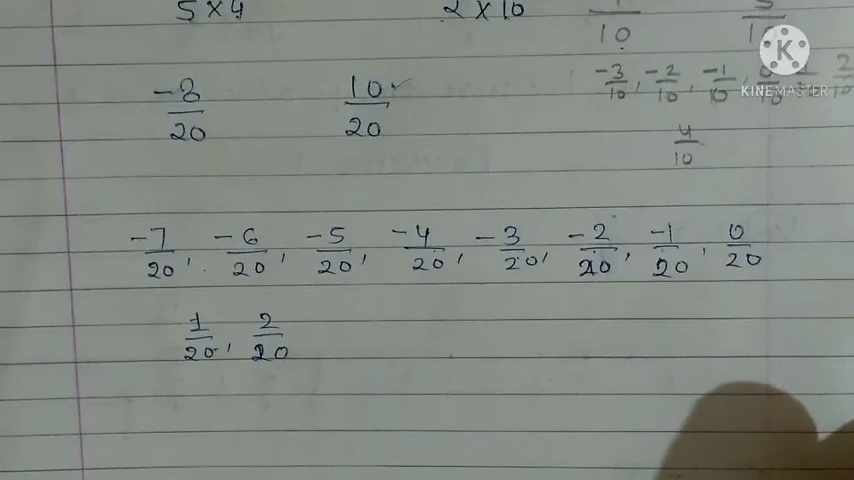 5 × 4 2 × 10
10
-8/20 10/20 ✓
-3/10, -2/10, -1/10, 0/10
KINEMASTER
4/10
-7/20, -6/20, -5/20, -4/20, -3/20, -2/20, -1/20, 0/20
1/20, 2/20